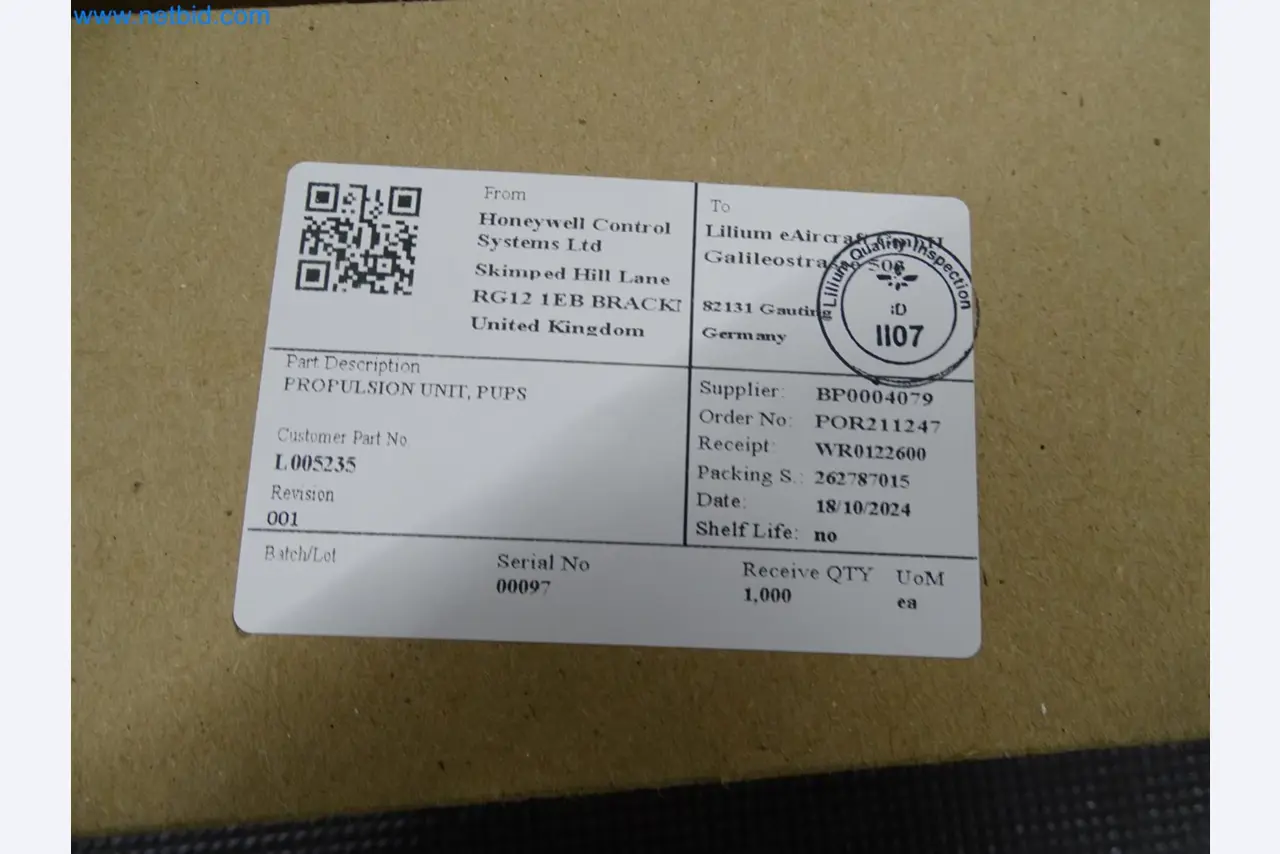 www.netbid.com
From
Honeywell Control
Systems Ltd
Skimped Hill Lane
RG12 1EB BRACK
United Kingdom
To
Lilium eAircraft GmbH
Galileostra 
82131 Gautin
Germany
Lilium Quality Inspection
ID
1107
Part Description
PROPULSION UNIT, PUPS
Customer Part No
L005235
Revision
001
Supplier: BP0004079
Order No: POR211247
Receipt: WR0122600
Packing S.: 262787015
Date: 18/10/2024
Shelf Life: no
Batch/Lot
Serial No
00097
Receive QTY
1,000
UoM
ea